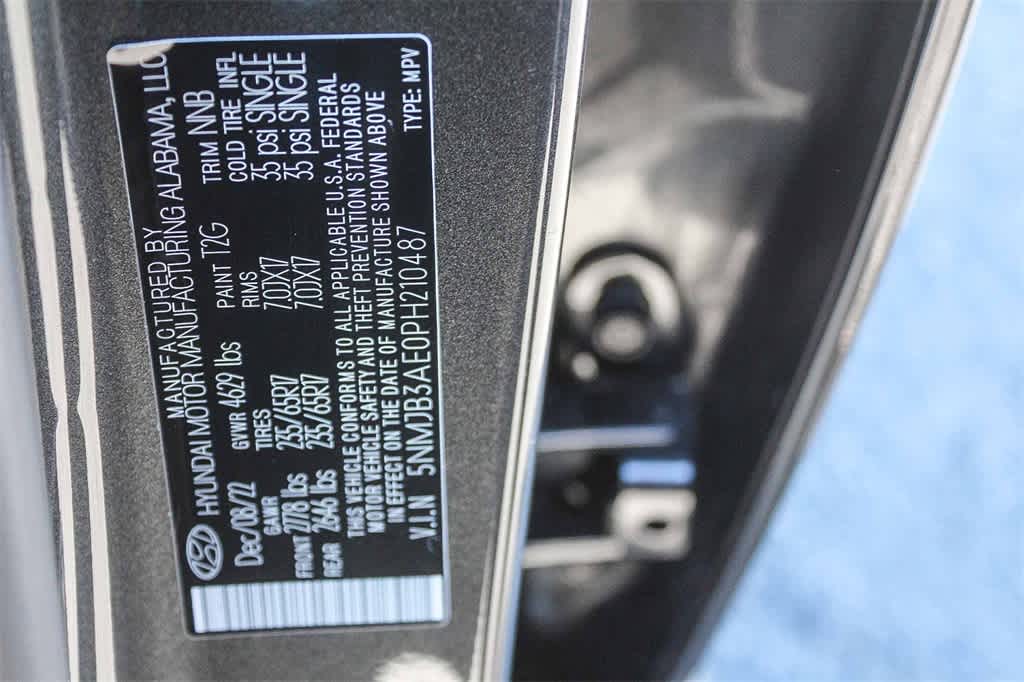 MANUFACTURED BY
HYUNDAI MOTOR MANUFACTURING ALABAMA, LLC
Dec/08/22 GVWR 4629 lbs PAINT T2G TRIM NNB
GAWR TIRES RIMS COLD TIRE INFL
FRONT 2778 lbs 235/65R17 7.0JX17 35 psi SINGLE
REAR 2646 lbs 235/65R17 7.0JX17 35 psi SINGLE
THIS VEHICLE CONFORMS TO ALL APPLICABLE U.S.A. FEDERAL
MOTOR VEHICLE SAFETY AND THEFT PREVENTION STANDARDS
IN EFFECT ON THE DATE OF MANUFACTURE SHOWN ABOVE
V.I.N 5NMJB3AE0PH210487 TYPE: MPV